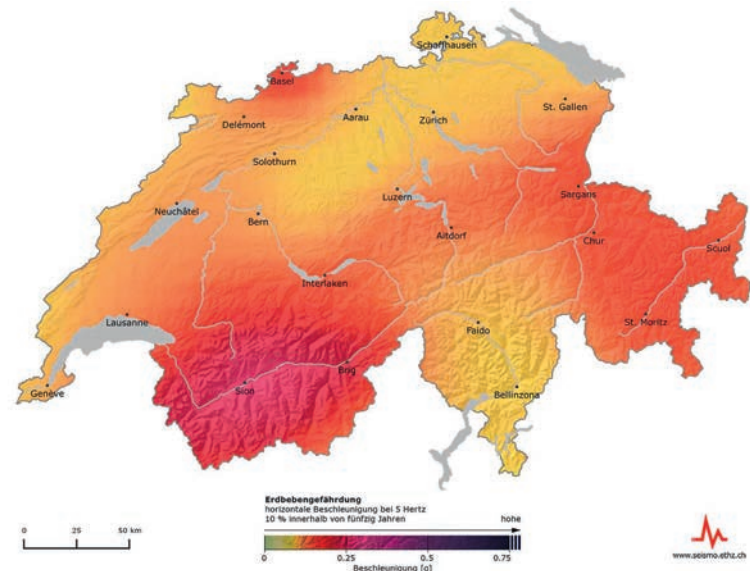 Schaffhausen
Basel
St. Gallen
Aarau
Zürich
Delémont
Solothurn
Luzern
Sargans
Neuchâtel
Bern
Altdorf
Chur
Scuol
Interlaken
Lausanne
Faido
St. Moritz
Brig
Sion
Genève
Bellinzona
Erdbebengefährdung
horizontale Beschleunigung bei 5 Hertz
10 % innerhalb von fünfzig Jahren
hohe
0 25 50 km
0 0.25 0.5 0.75
Beschleunigung [g]
www.seismo.ethz.ch